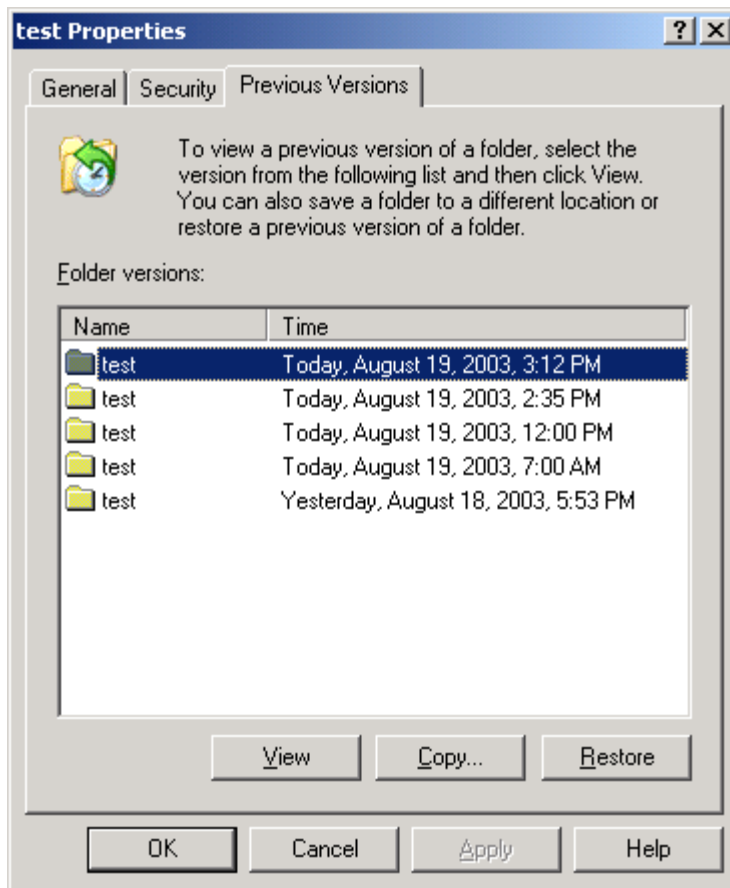 test Properties
General Security Previous Versions
To view a previous version of a folder, select the
version from the following list and then click View.
You can also save a folder to a different location or
restore a previous version of a folder.
Folder versions:
Name Time
test Today, August 19, 2003, 3:12 PM
test Today, August 19, 2003, 2:35 PM
test Today, August 19, 2003, 12:00 PM
test Today, August 19, 2003, 7:00 AM
test Yesterday, August 18, 2003, 5:53 PM
View Copy... Restore
OK Cancel Apply Help